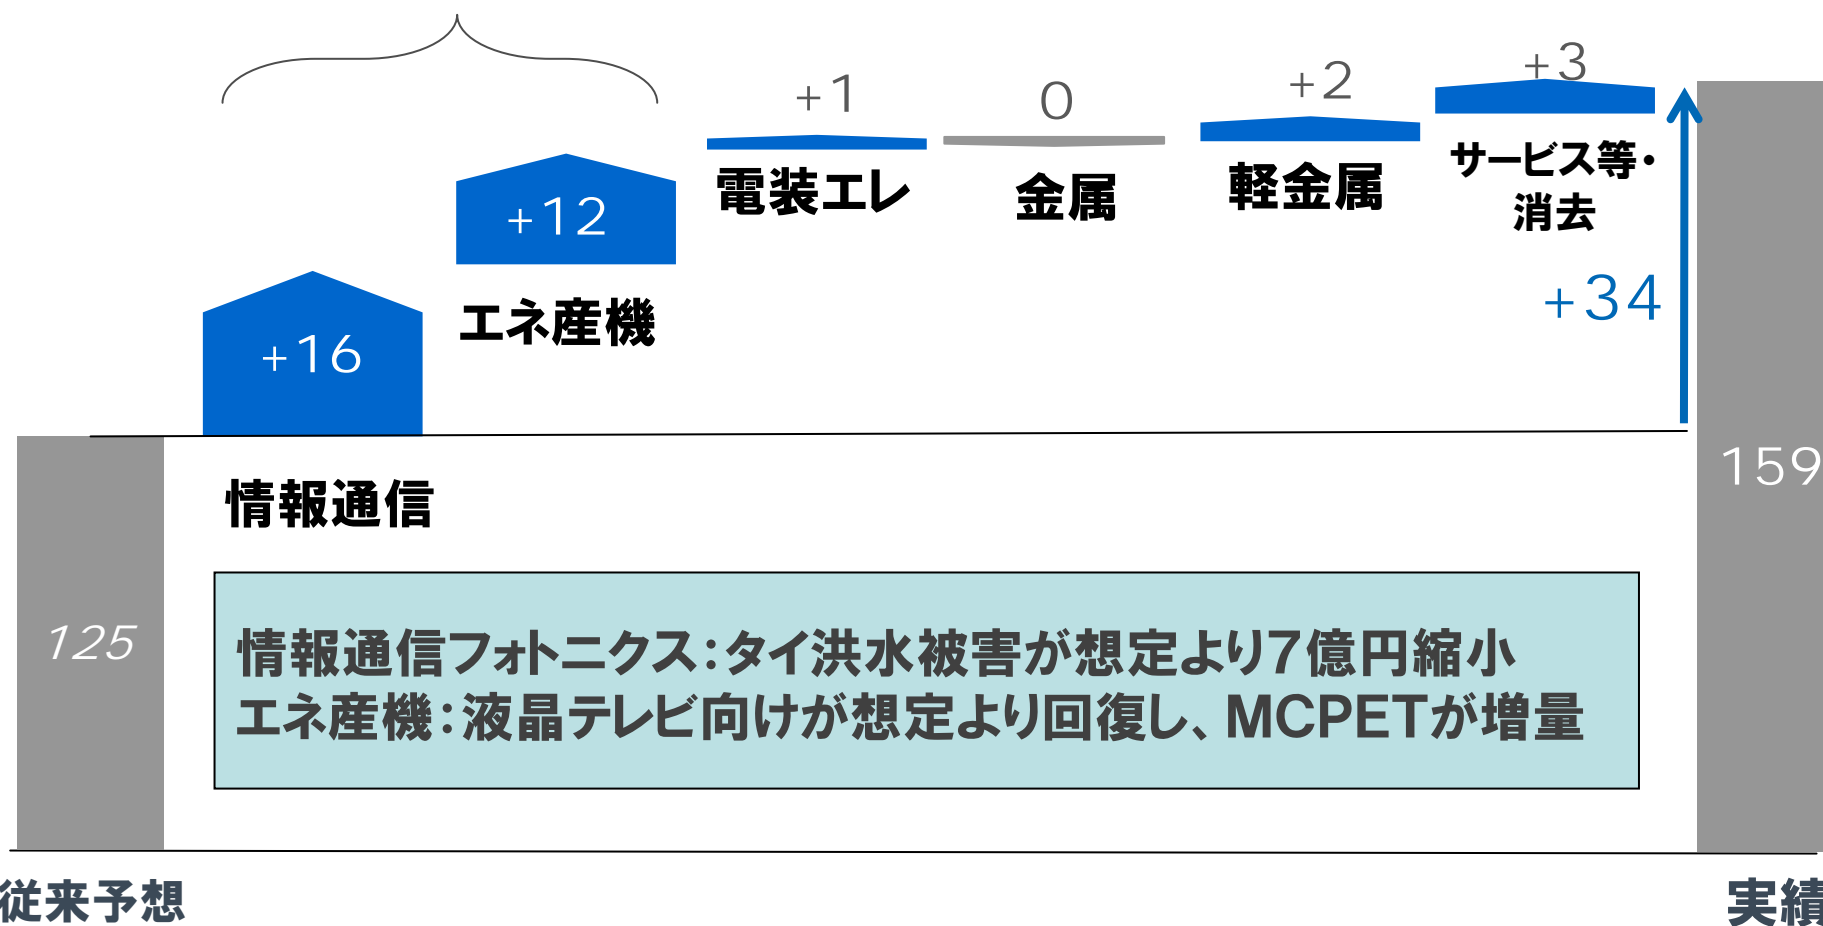 +16
情報通信
+12
エネ産機
+1
電装エレ
0
金属
+2
軽金属
+3
サービス等・
消去
+34
125
159
情報通信フォトニクス：タイ洪水被害が想定より7億円縮小
エネ産機：液晶テレビ向けが想定より回復し、MCPETが増量
従来予想
実績